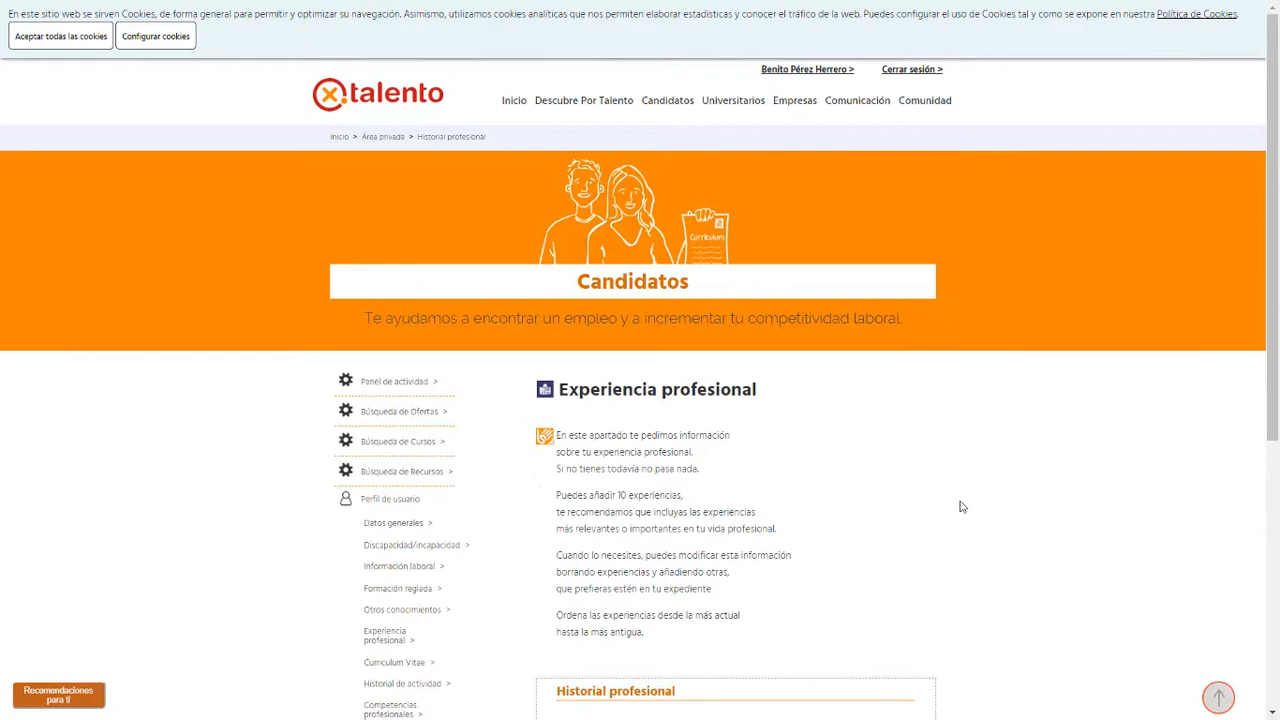 En este sitio web se sirven Cookies, de forma general para permitir y optimizar su navegación. Asimismo, utilizamos cookies analíticas que nos permiten elaborar estadísticas y conocer el tráfico de la web. Puedes configurar el uso de Cookies tal y como se expone en nuestra Política de Cookies.
Aceptar todas las cookies
Configurar cookies
Benito Pérez Herrero >
Cerrar sesión >
x talento
Inicio
Descubre Por Talento
Candidatos
Universitarios
Empresas
Comunicación
Comunidad
Inicio > Área privada > Historial profesional
Curriculum
Candidatos
Te ayudamos a encontrar un empleo y a incrementar tu competitividad laboral.
Panel de actividad >
Búsqueda de Ofertas >
Búsqueda de Cursos >
Búsqueda de Recursos >
Perfil de usuario
Datos generales >
Discapacidad/incapacidad >
Información laboral >
Formación reglada >
Otros conocimientos >
Experiencia
profesional >
Curriculum Vitae >
Historial de actividad >
Competencias
profesionales >
Experiencia profesional
En este apartado te pedimos información
sobre tu experiencia profesional.
Si no tienes todavía no pasa nada.
Puedes añadir 10 experiencias,
te recomendamos que incluyas las experiencias
más relevantes o importantes en tu vida profesional.
Cuando lo necesites, puedes modificar esta información
borrando experiencias y añadiendo otras,
que prefieras estén en tu expediente
Ordena las experiencias desde la más actual
hasta la más antigua.
Historial profesional
Recomendaciones
para ti